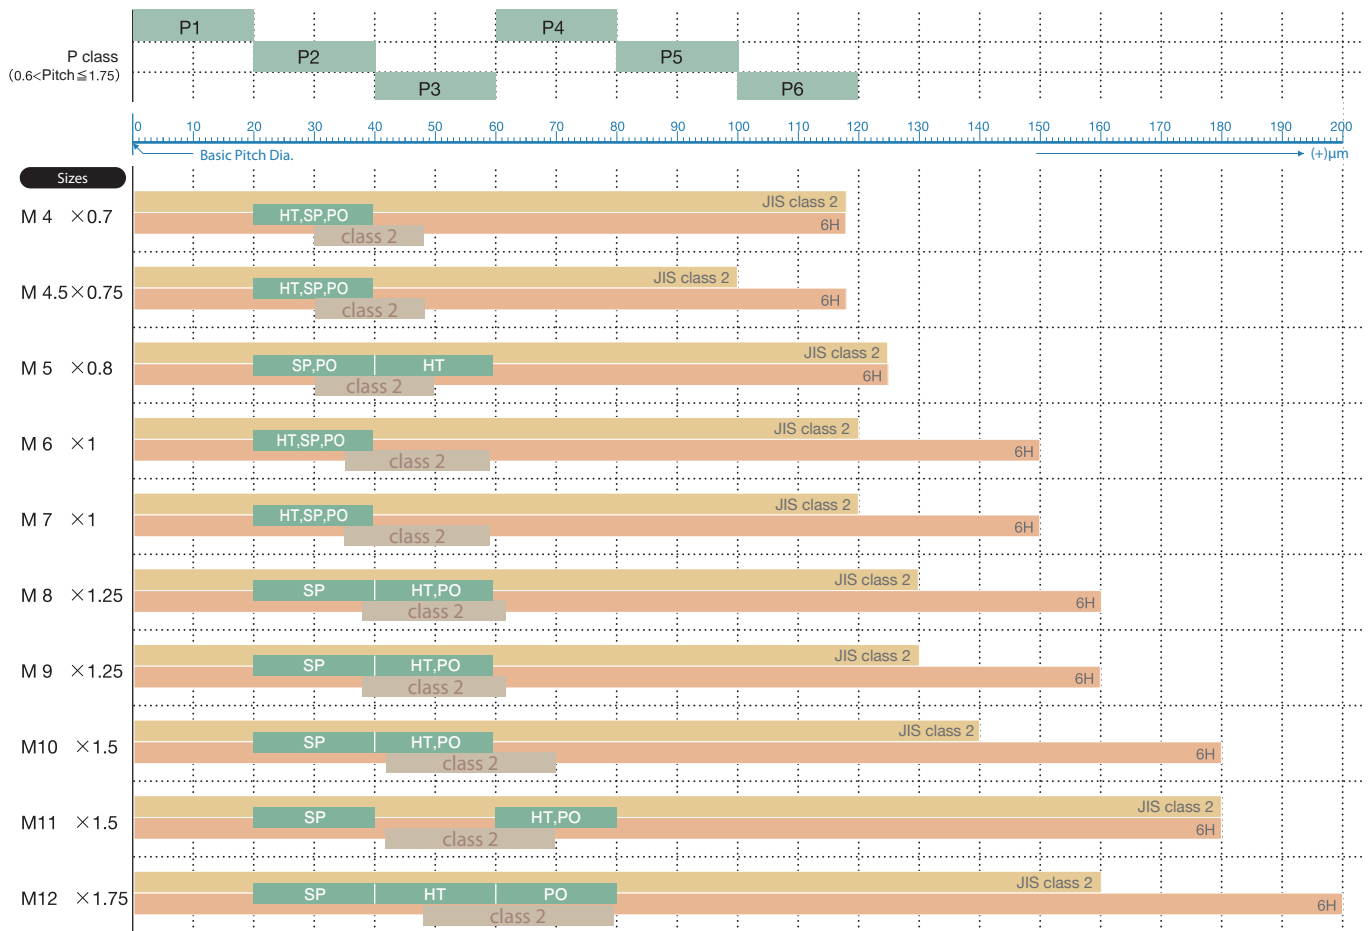 P1 P4
P class P2 P5
(0.6<Pitch≦1.75) P3 P6
0 10 20 30 40 50 60 70 80 90 100 110 120 130 140 150 160 170 180 190 200
Basic Pitch Dia. (+)μm
Sizes
JIS class 2
M 4 ×0.7 HT,SP,PO 6H
class 2
JIS class 2
M 4.5×0.75 HT,SP,PO 6H
class 2
JIS class 2
M 5 ×0.8 SP,PO HT 6H
class 2
JIS class 2
M 6 ×1 HT,SP,PO 6H
class 2
JIS class 2
M 7 ×1 HT,SP,PO 6H
class 2
JIS class 2
M 8 ×1.25 SP HT,PO 6H
class 2
JIS class 2
M 9 ×1.25 SP HT,PO 6H
class 2
JIS class 2
M10 ×1.5 SP HT,PO 6H
class 2
JIS class 2
M11 ×1.5 SP HT,PO 6H
class 2
JIS class 2
M12 ×1.75 SP HT PO 6H
class 2